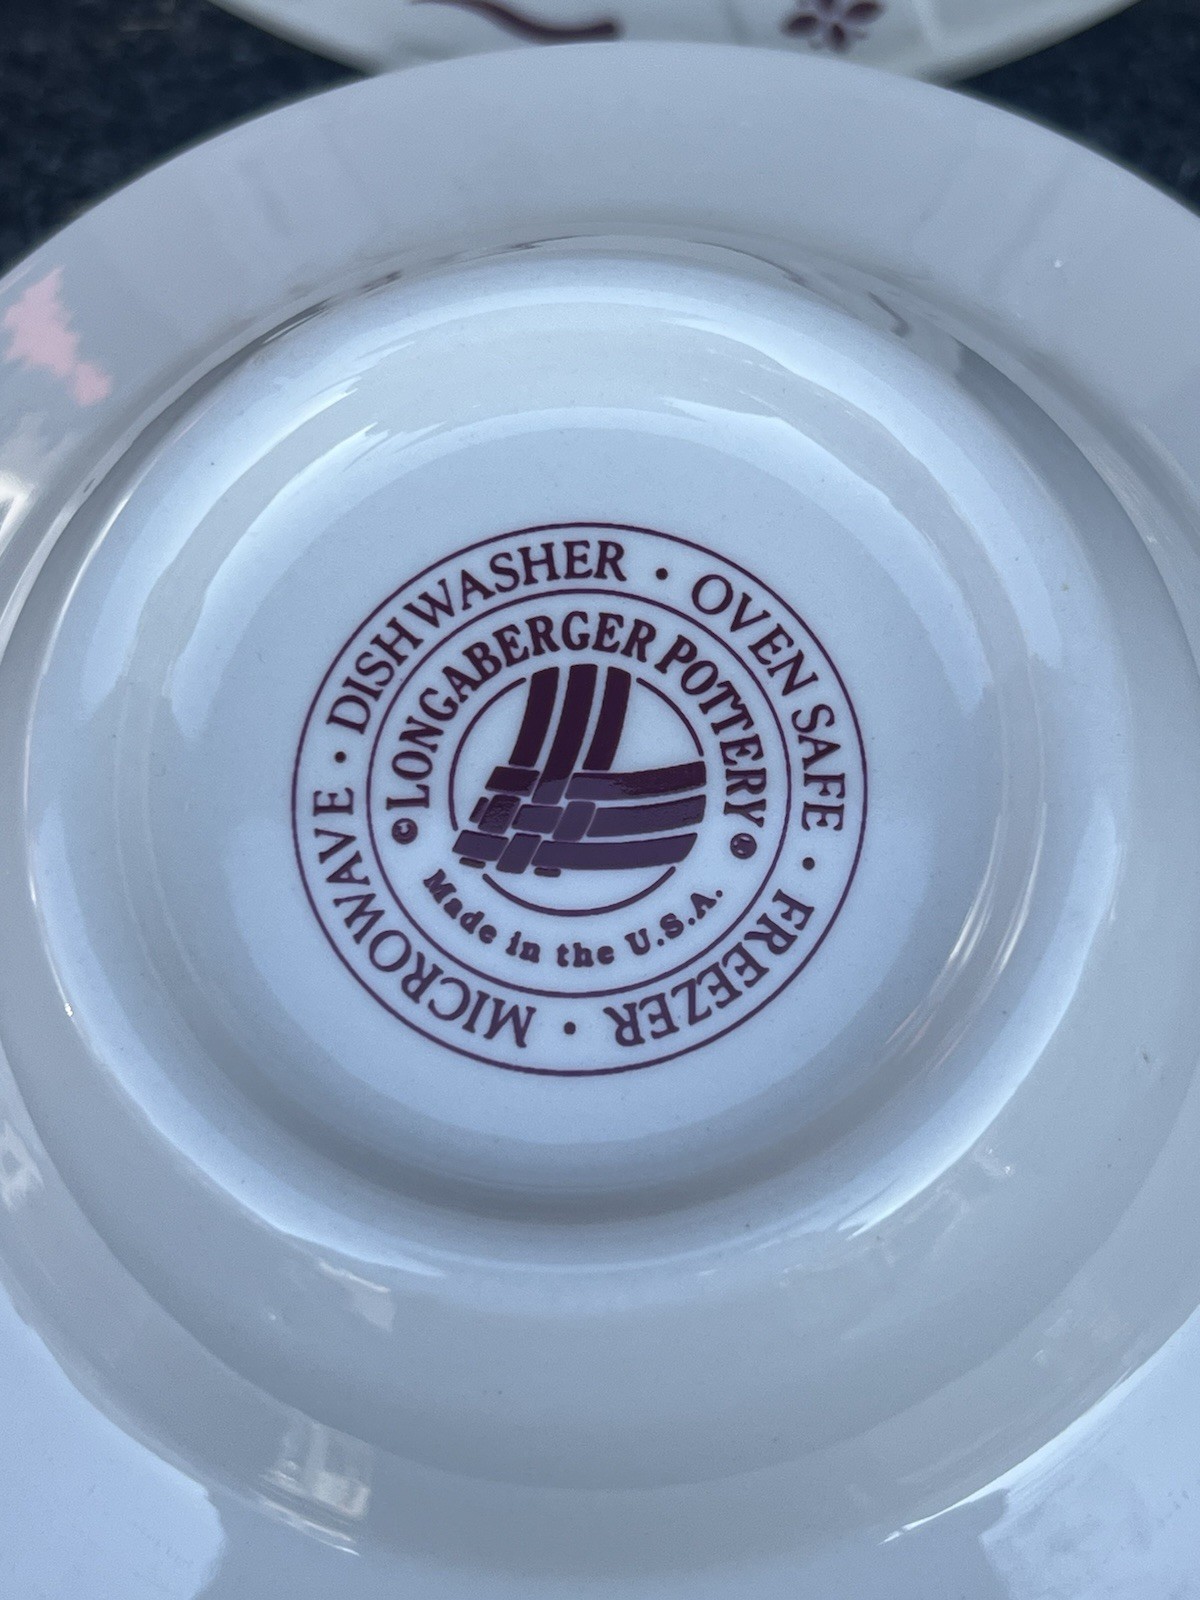 MICROWAVE · DISHWASHER · OVEN SAFE · FREEZER ·
© LONGABERGER POTTERY ®
Made in the U.S.A.